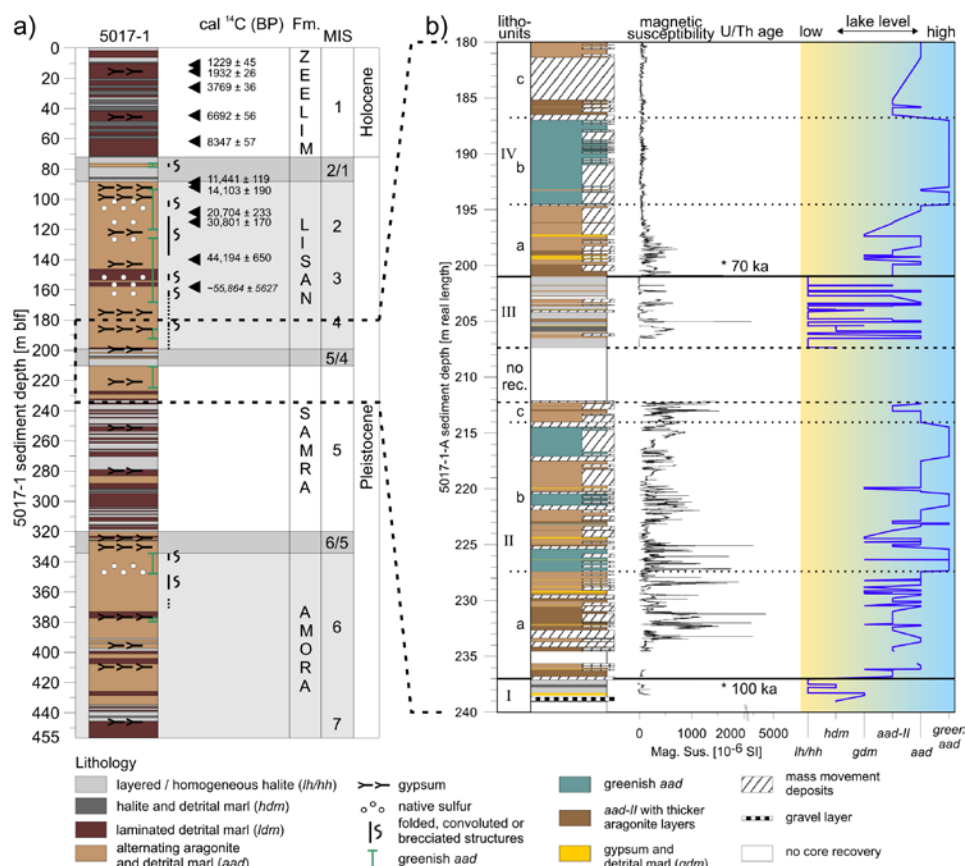 a)
cal ¹⁴C (BP) Fm. MIS
5017-1
5017-1 sediment depth [m blf]
0
20
40
60
80
100
120
140
160
180
200
240
260
280
300
320
340
360
380
400
420
440
455
1229 ± 45
1932 ± 26
3769 ± 36
6692 ± 56
8347 ± 57
11,441 ± 119
14,103 ± 190
20,704 ± 233
30,801 ± 170
44,194 ± 650
~55,864 ± 5627
ZEELIM
LISAN
SAMRA
AMORA
1
2/1
2
3
4
5/4
5
6/5
6
7
Holocene
Pleistocene
b)
litho-
units
magnetic
susceptibility
U/Th age
lake level
low
high
5017-1-A sediment depth [m real length]
180
185
190
195
200
205
210
215
220
225
230
235
240
c
IV
b
a
III
no
rec.
c
b
II
a
I
* 70 ka
* 100 ka
0
1000
2000
5000
Mag. Sus. [10⁻⁶ SI]
lh/hh
hdm
gdm
aad-II
aad
green.
aad
Lithology
layered / homogeneous halite (lh/hh)
halite and detrital marl (hdm)
laminated detrital marl (ldm)
alternating aragonite
and detrital marl (aad)
gypsum
native sulfur
folded, convoluted or
brecciated structures
greenish aad
greenish aad
aad-II with thicker
aragonite layers
gypsum
and detrital marl (gdm)
mass movement
deposits
gravel layer
no core recovery